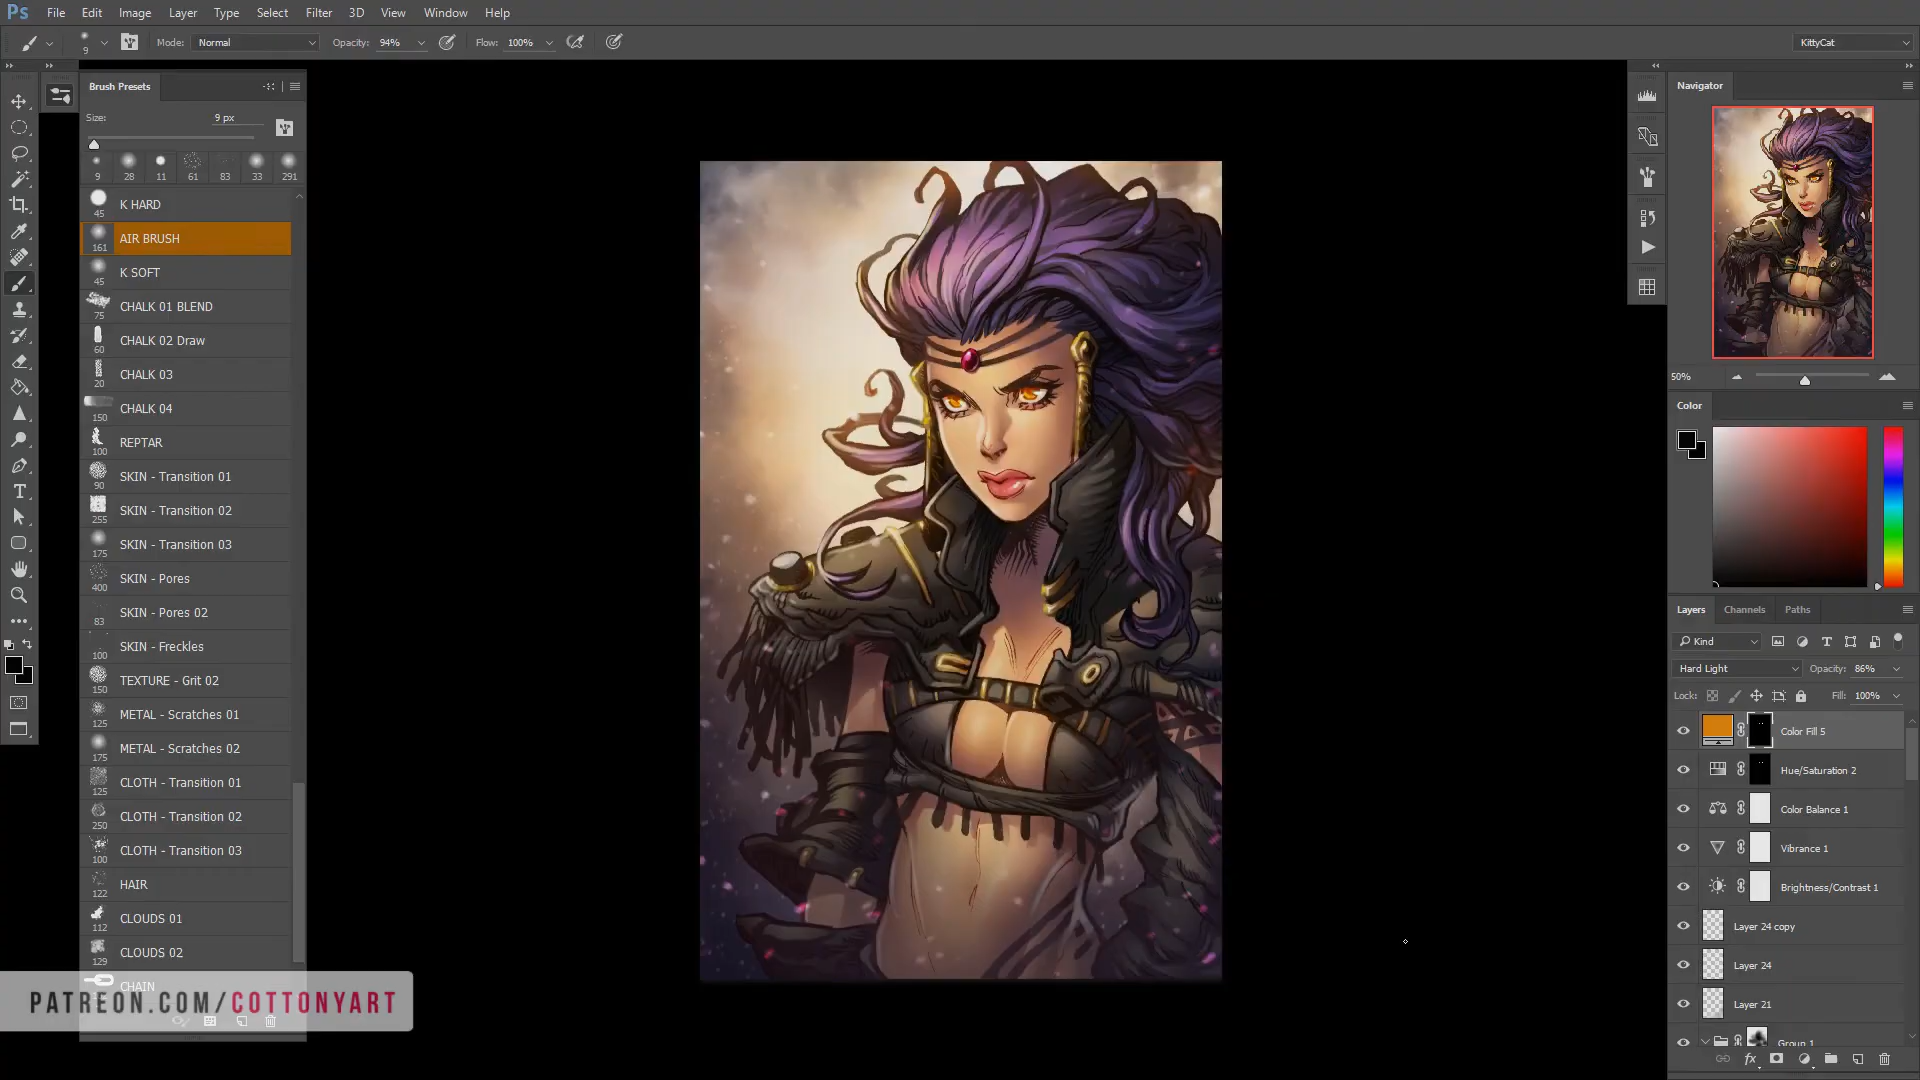 Ps File Edit Image Layer Type Select Filter 3D View Window Help
9 Mode: Normal Opacity: 94% Flow: 100% KittyCat
Brush Presets
Size: 9 px
9 28 11 61 83 33 291
45 K HARD
161 AIR BRUSH
45 K SOFT
75 CHALK 01 BLEND
60 CHALK 02 Draw
20 CHALK 03
150 CHALK 04
100 REPTAR
90 SKIN - Transition 01
255 SKIN - Transition 02
175 SKIN - Transition 03
400 SKIN - Pores
83 SKIN - Pores 02
100 SKIN - Freckles
150 TEXTURE - Grit 02
125 METAL - Scratches 01
175 METAL - Scratches 02
125 CLOTH - Transition 01
250 CLOTH - Transition 02
100 CLOTH - Transition 03
122 HAIR
112 CLOUDS 01
129 CLOUDS 02
CHAIN
PATREON.COM/COTTONYART
Navigator
50%
Color
Layers Channels Paths
Kind
Hard Light Opacity: 86%
Lock: Fill: 100%
Color Fill 5
Hue/Saturation 2
Color Balance 1
Vibrance 1
Brightness/Contrast 1
Layer 24 copy
Layer 24
Layer 21
Group 1
fx